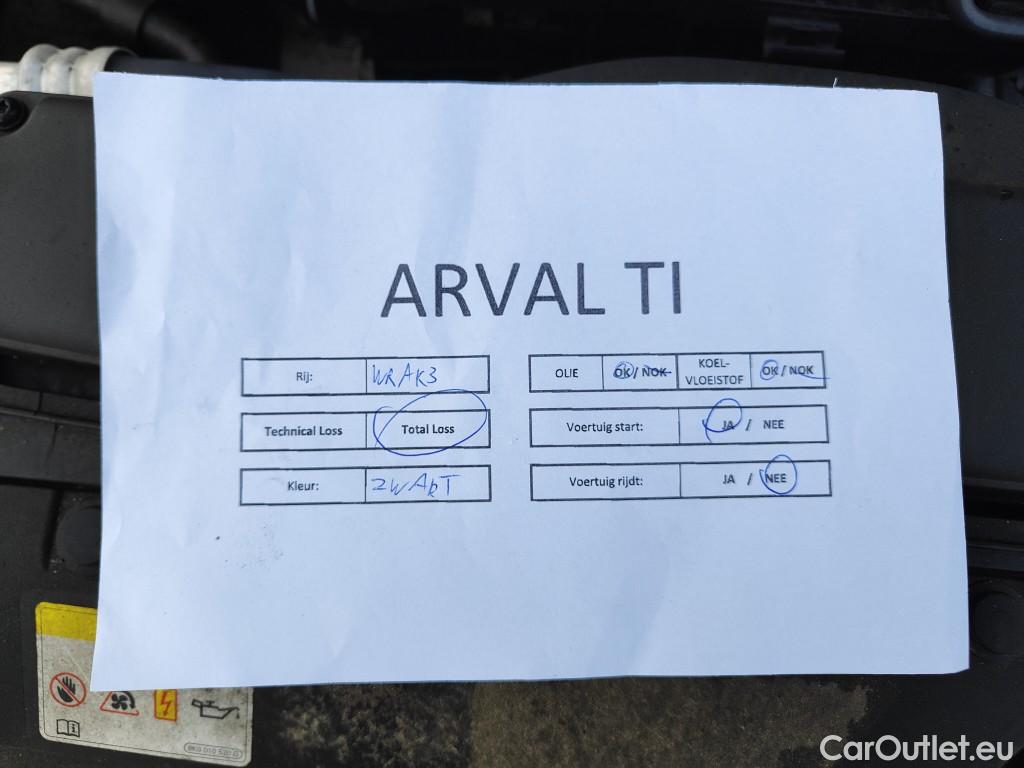 ARVAL TI
Rij: WRAK3
Technical Loss Total Loss
Kleur: ZWART
OLIE OK / NOK KOEL-VLOEISTOF OK / NOK
Voertuig start: JA / NEE
Voertuig rijdt: JA / NEE
CarOutlet.eu